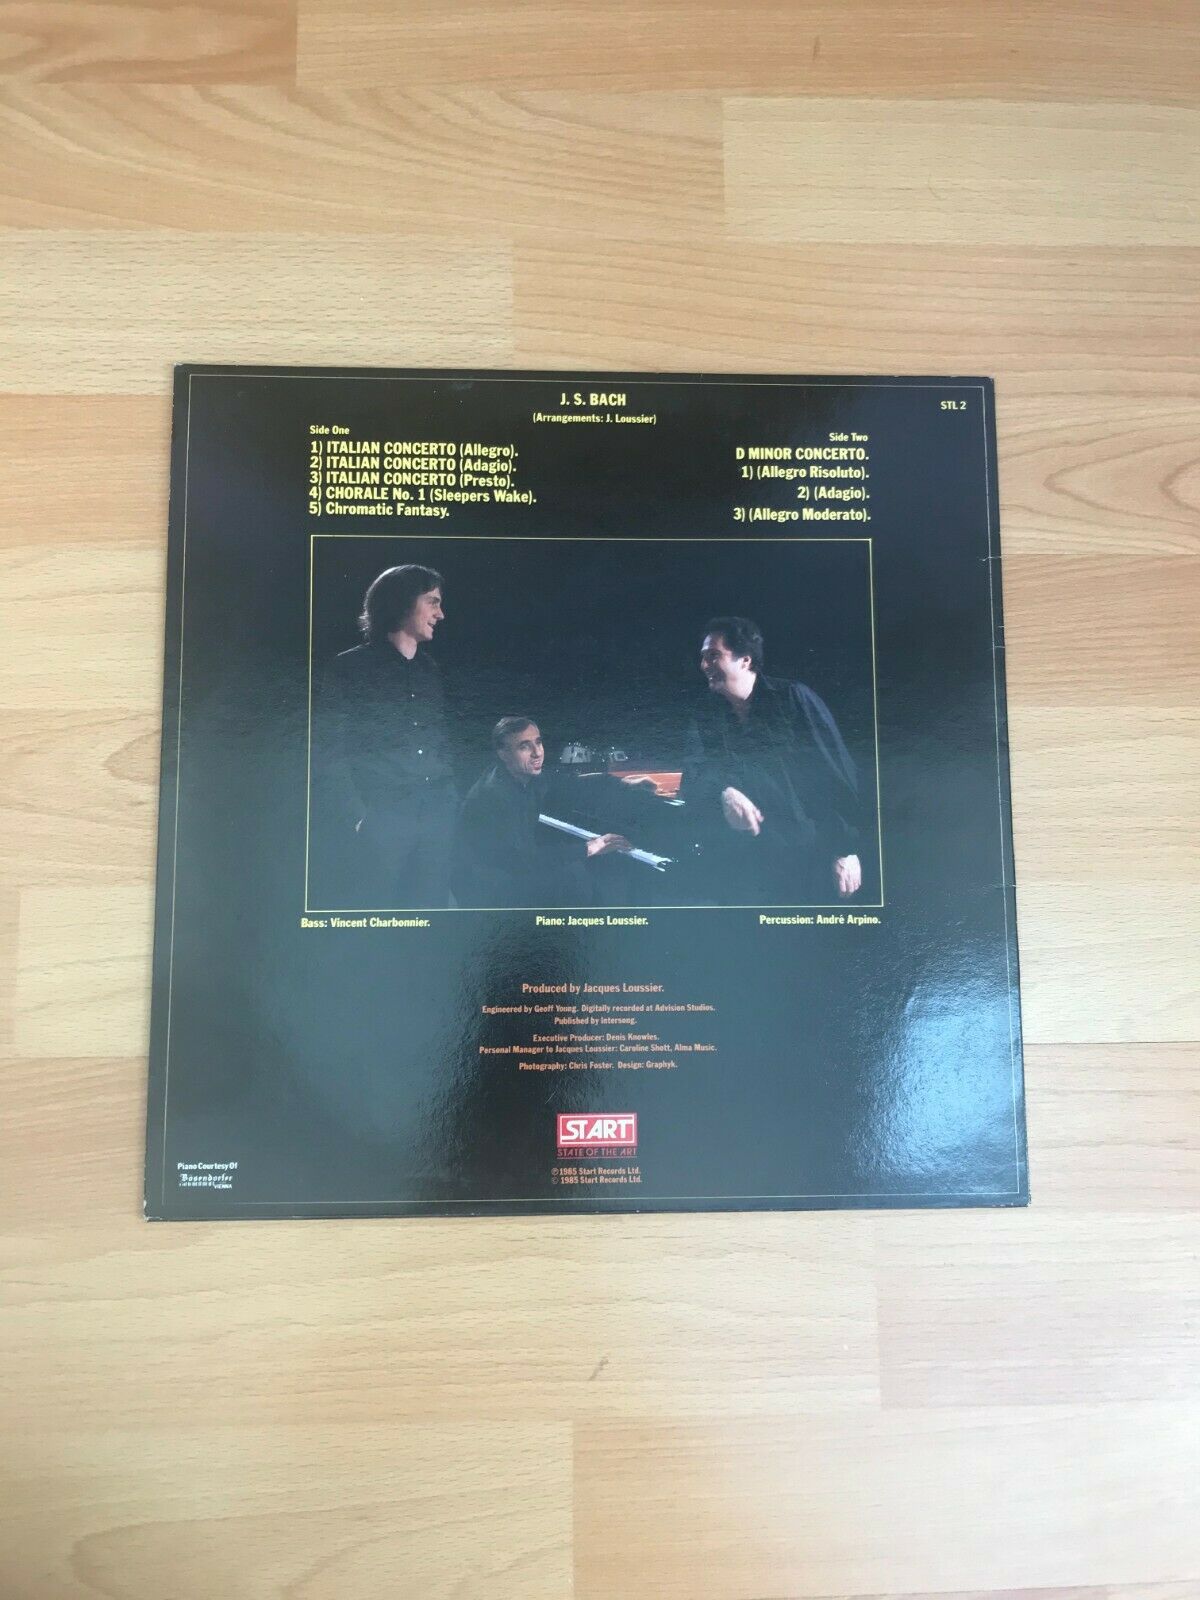 J. S. BACH
(Arrangements: J. Loussier)
STL 2
Side One
1) ITALIAN CONCERTO (Allegro).
2) ITALIAN CONCERTO (Adagio).
3) ITALIAN CONCERTO (Presto).
4) CHORALE No. 1 (Sleepers Wake).
5) Chromatic Fantasy.
Side Two
D MINOR CONCERTO.
1) (Allegro Risoluto).
2) (Adagio).
3) (Allegro Moderato).
Bass: Vincent Charbonnier.
Piano: Jacques Loussier.
Percussion: André Arpino.
Produced by Jacques Loussier.
Engineered by Geoff Young. Digitally recorded at Advision Studios.
Published by Intersong.
Executive Producer: Denis Knowles.
Personal Manager to Jacques Loussier: Caroline Shott, Alma Music.
Photography: Chris Foster. Design: Graphyk.
START
STATE OF THE ART
℗ 1985 Start Records Ltd.
© 1985 Start Records Ltd.
Piano Courtesy Of
Bösendorfer
VIENNA